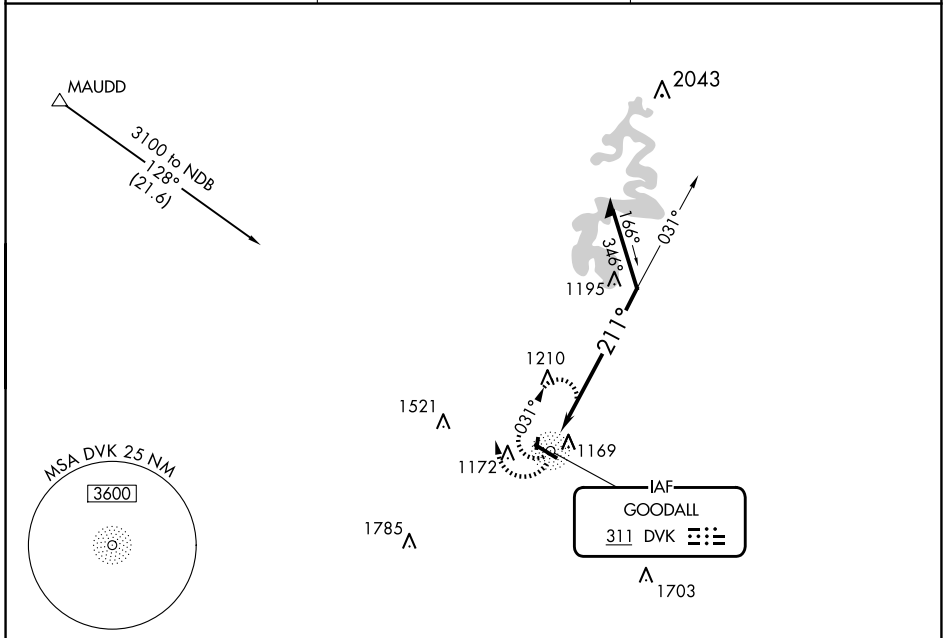 MAUDD
3100 to NDB
128°
(21.6)
2043
031°
166°
346°
1195
211°
1210
1521
031°
1169
1172
MSA DVK 25 NM
3600
IAF
GOODALL
311 DVK
1785
1703